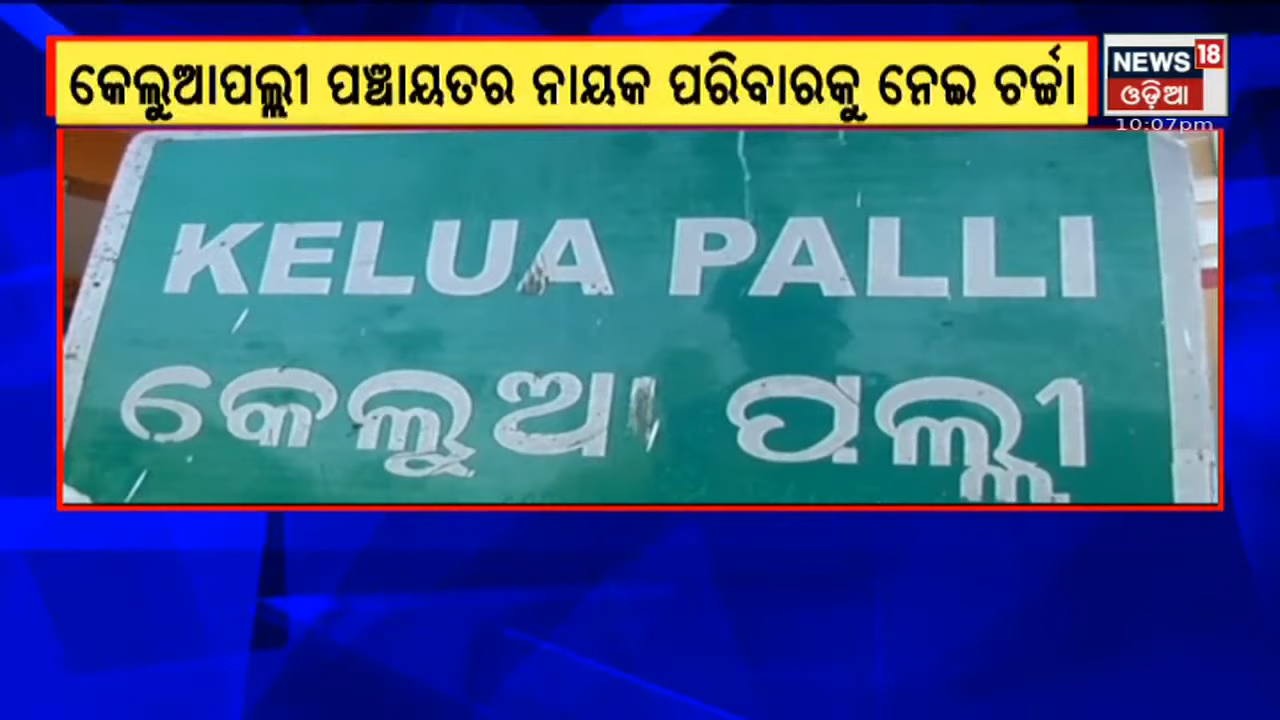 କେଲୁଆପଲ୍ଲୀ ପଞ୍ଚାୟତର ନାୟକ ପରିବାରକୁ ନେଇ ଚର୍ଚ୍ଚା
NEWS 18
ଓଡ଼ିଆ
10:07pm
KELUA PALLI
କେଲୁଆ ପଲ୍ଲୀ